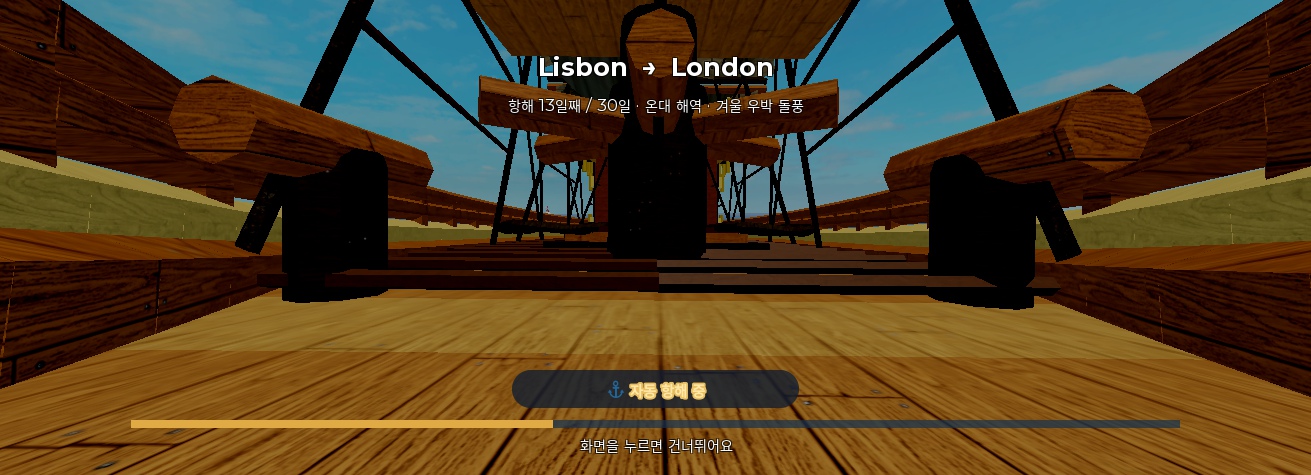 Lisbon → London
항해 13일째 / 30일 · 온대 해역 · 겨울 우박 돌풍
⚓ 자동 항해 중
화면을 누르면 건너뛰어요